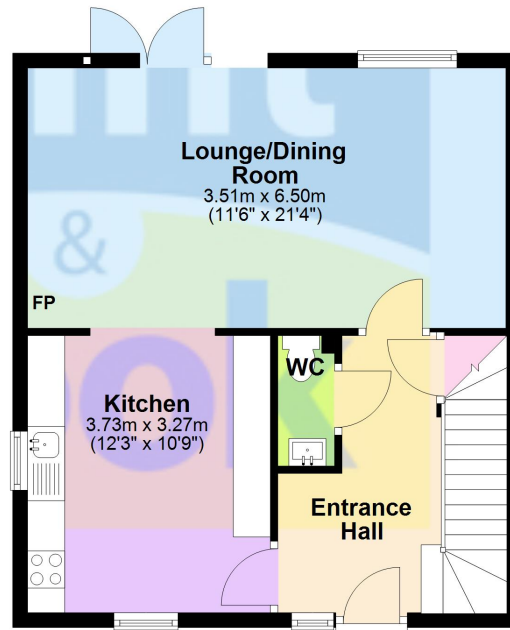 Lounge/Dining
Room
3.51m x 6.50m
(11'6" x 21'4")
&
FP
WC
Kitchen
3.73m x 3.27m
(12'3" x 10'9")
Entrance
Hall